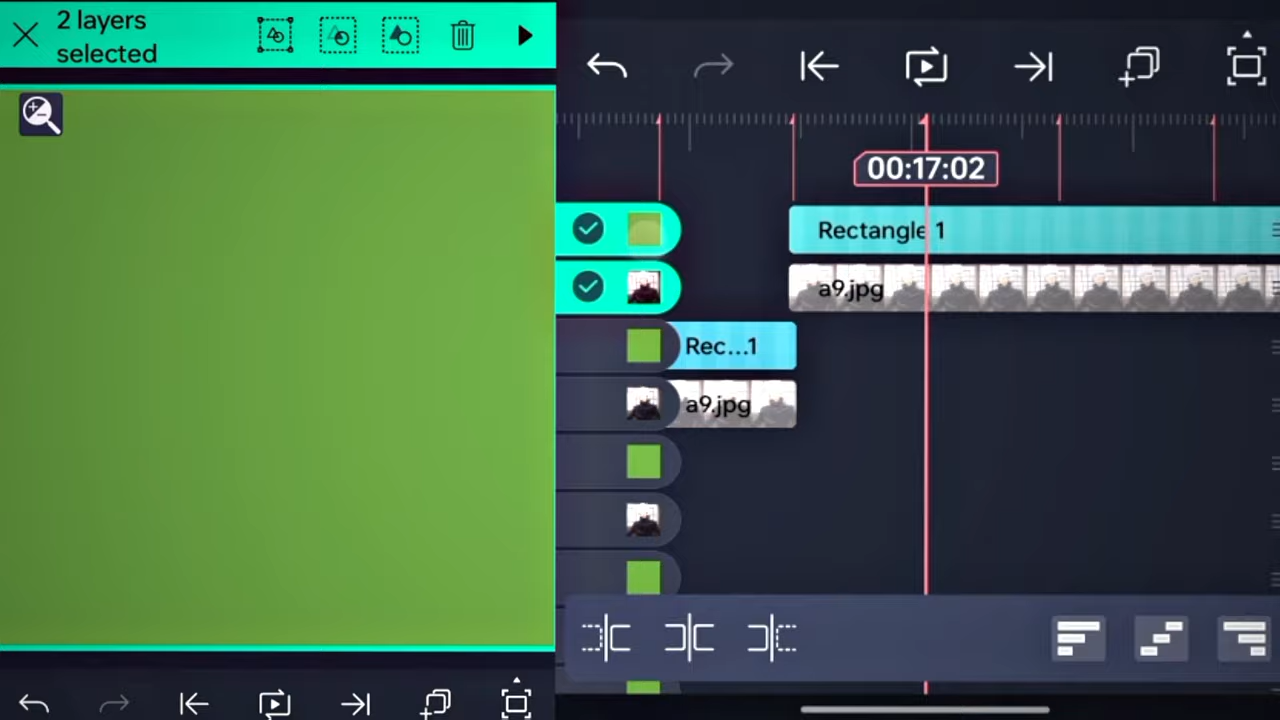 2 layers
selected
00:17:02
Rectangle 1
a9.jpg
Rec...1
a9.jpg